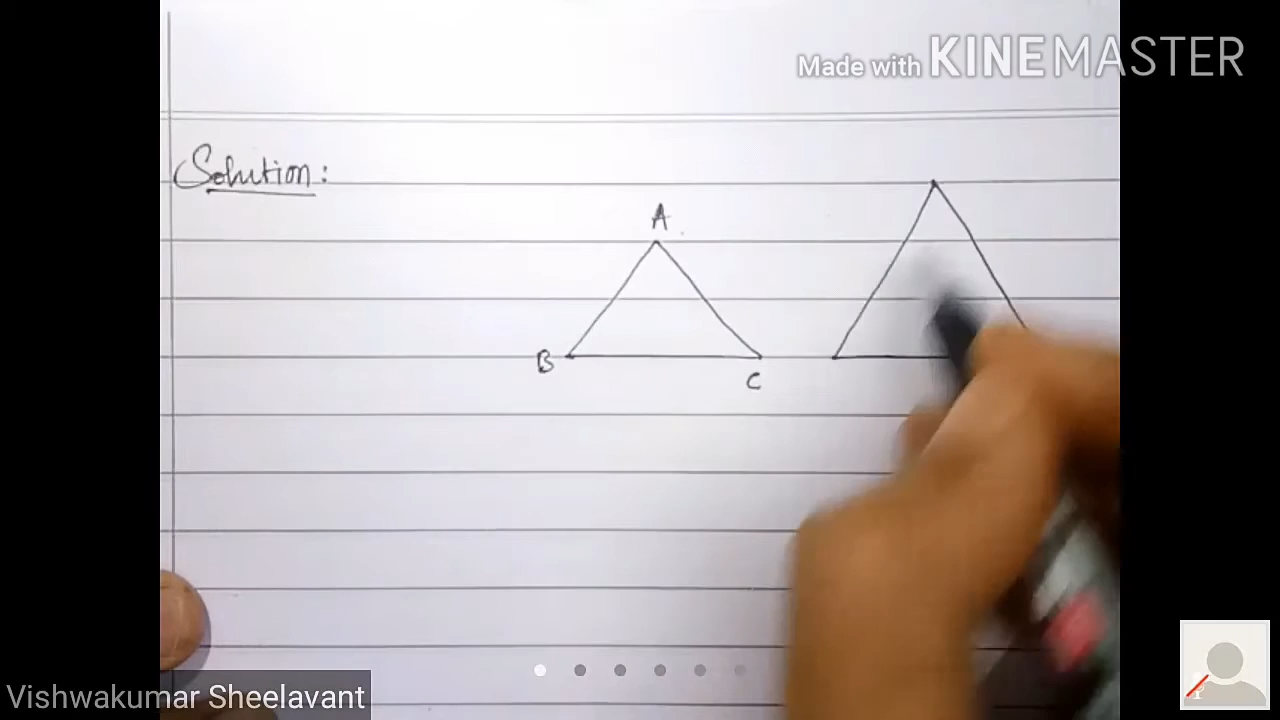 Made with KINEMASTER
Solution:
A
B
C
Vishwakumar Sheelavant